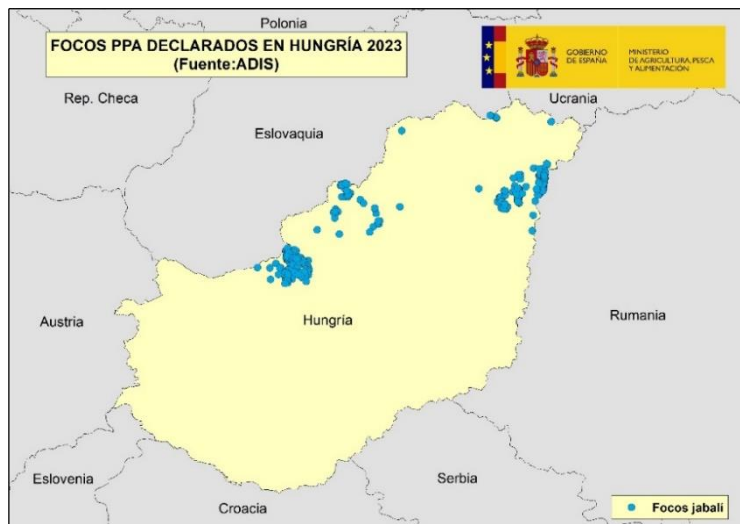 Polonia
FOCOS PPA DECLARADOS EN HUNGRÍA 2023
(Fuente:ADIS)
GOBIERNO
DE ESPAÑA
MINISTERIO
DE AGRICULTURA, PESCA
Y ALIMENTACIÓN
Rep. Checa
Ucrania
Eslovaquia
Austria
Hungría
Rumania
Eslovenia
Serbia
Croacia
Focos jabalí